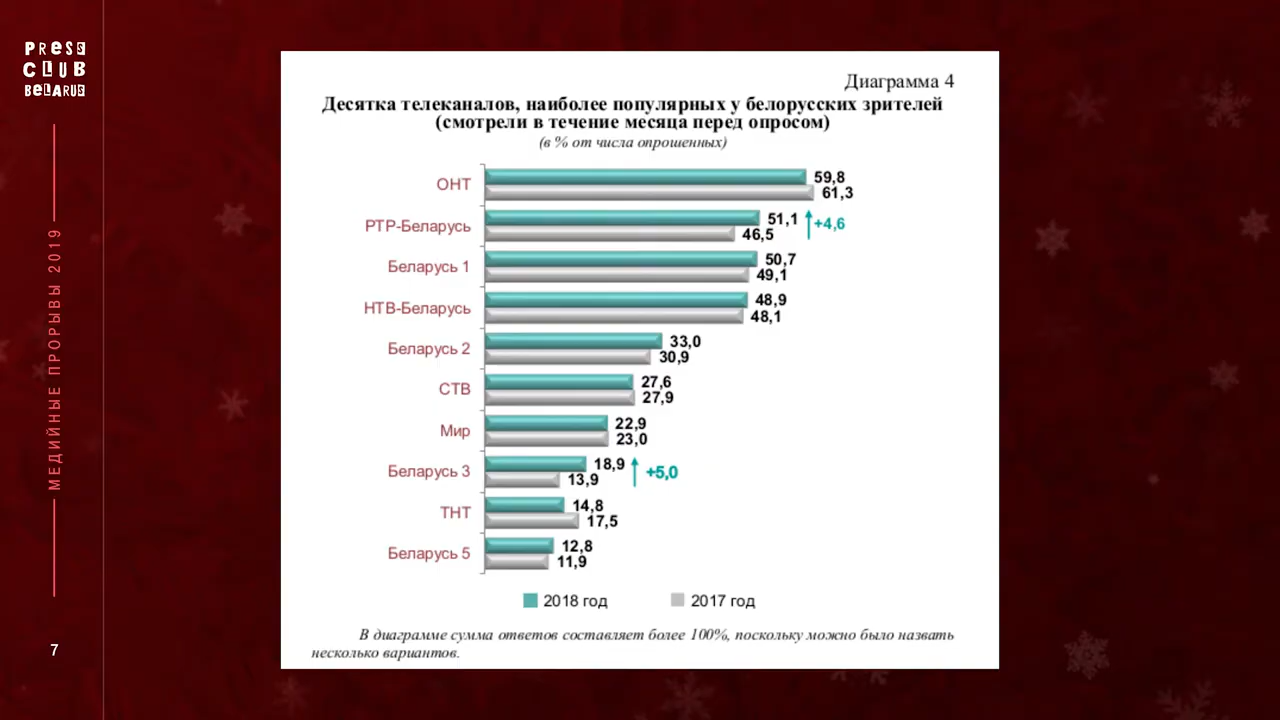 PRESS
CLUB
BELARUS
МЕДИЙНЫЕ ПРОРЫВЫ 2019
7
Диаграмма 4
Десятка телеканалов, наиболее популярных у белорусских зрителей
(смотрели в течение месяца перед опросом)
(в % от числа опрошенных)
ОНТ
59,8
61,3
РТР-Беларусь
51,1
46,5
+4,6
Беларусь 1
50,7
49,1
НТВ-Беларусь
48,9
48,1
Беларусь 2
33,0
30,9
СТВ
27,6
27,9
Мир
22,9
23,0
Беларусь 3
18,9
13,9
+5,0
ТНТ
14,8
17,5
Беларусь 5
12,8
11,9
2018 год
2017 год
В диаграмме сумма ответов составляет более 100%, поскольку можно было назвать
несколько вариантов.